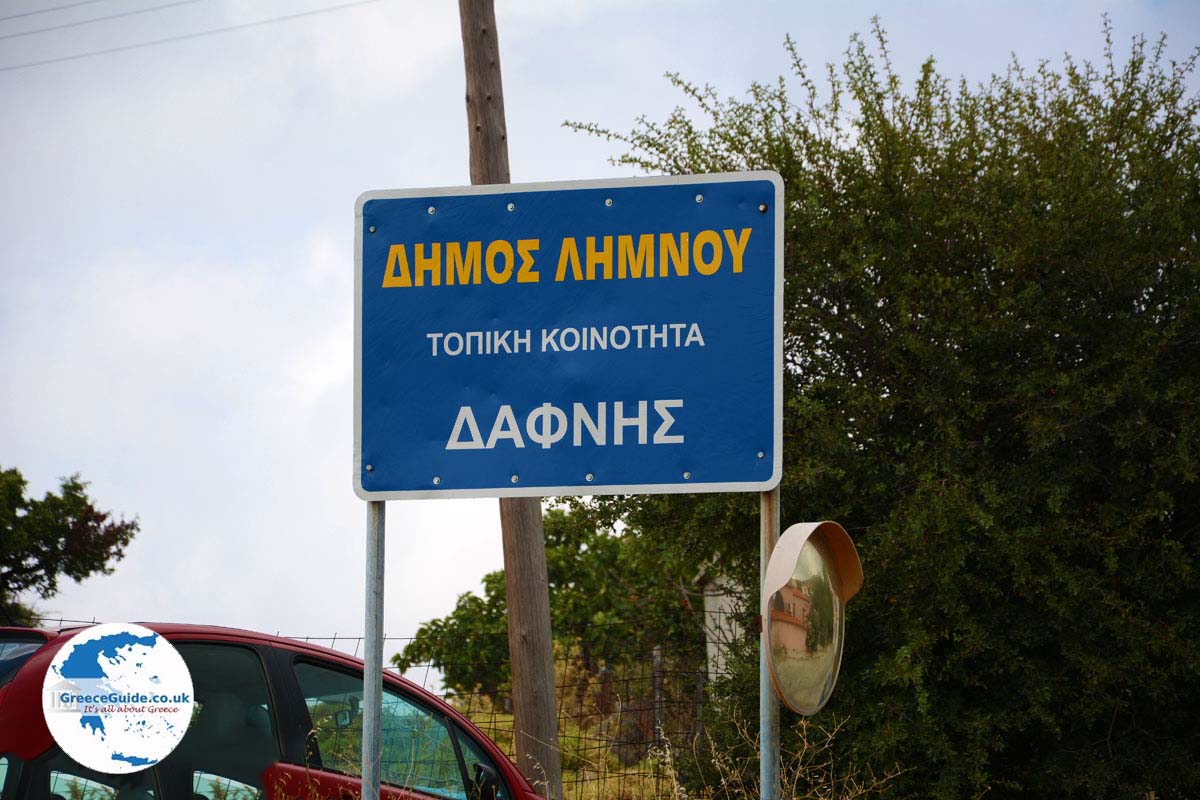 ΔΗΜΟΣ ΛΗΜΝΟΥ
ΤΟΠΙΚΗ ΚΟΙΝΟΤΗΤΑ
ΔΑΦΝΗΣ
GreeceGuide.co.uk
It's all about Greece